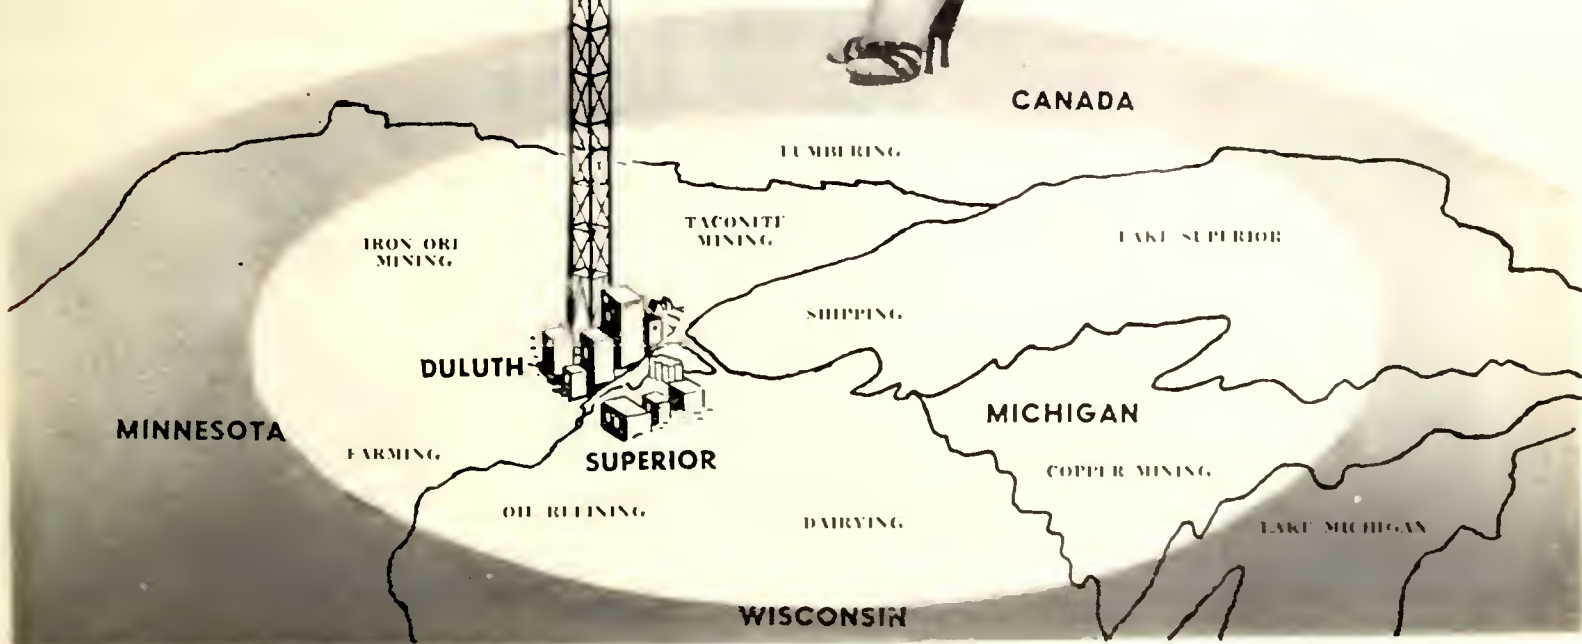 CANADA
LUMBERING
TACONITE
MINING
IRON ORE
MINING
LAKE SUPERIOR
SHIPPING
DULUTH
MICHIGAN
MINNESOTA
FARMING
SUPERIOR
COPPER MINING
OIL REFINING
DAIRYING
LAKE MICHIGAN
WISCONSIN